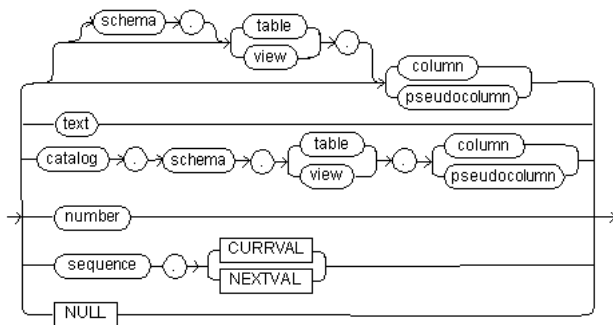 schema . table .
view
column
pseudocolumn
text
catalog . schema . table . column
view pseudocolumn
number
sequence . CURRVAL
NEXTVAL
NULL